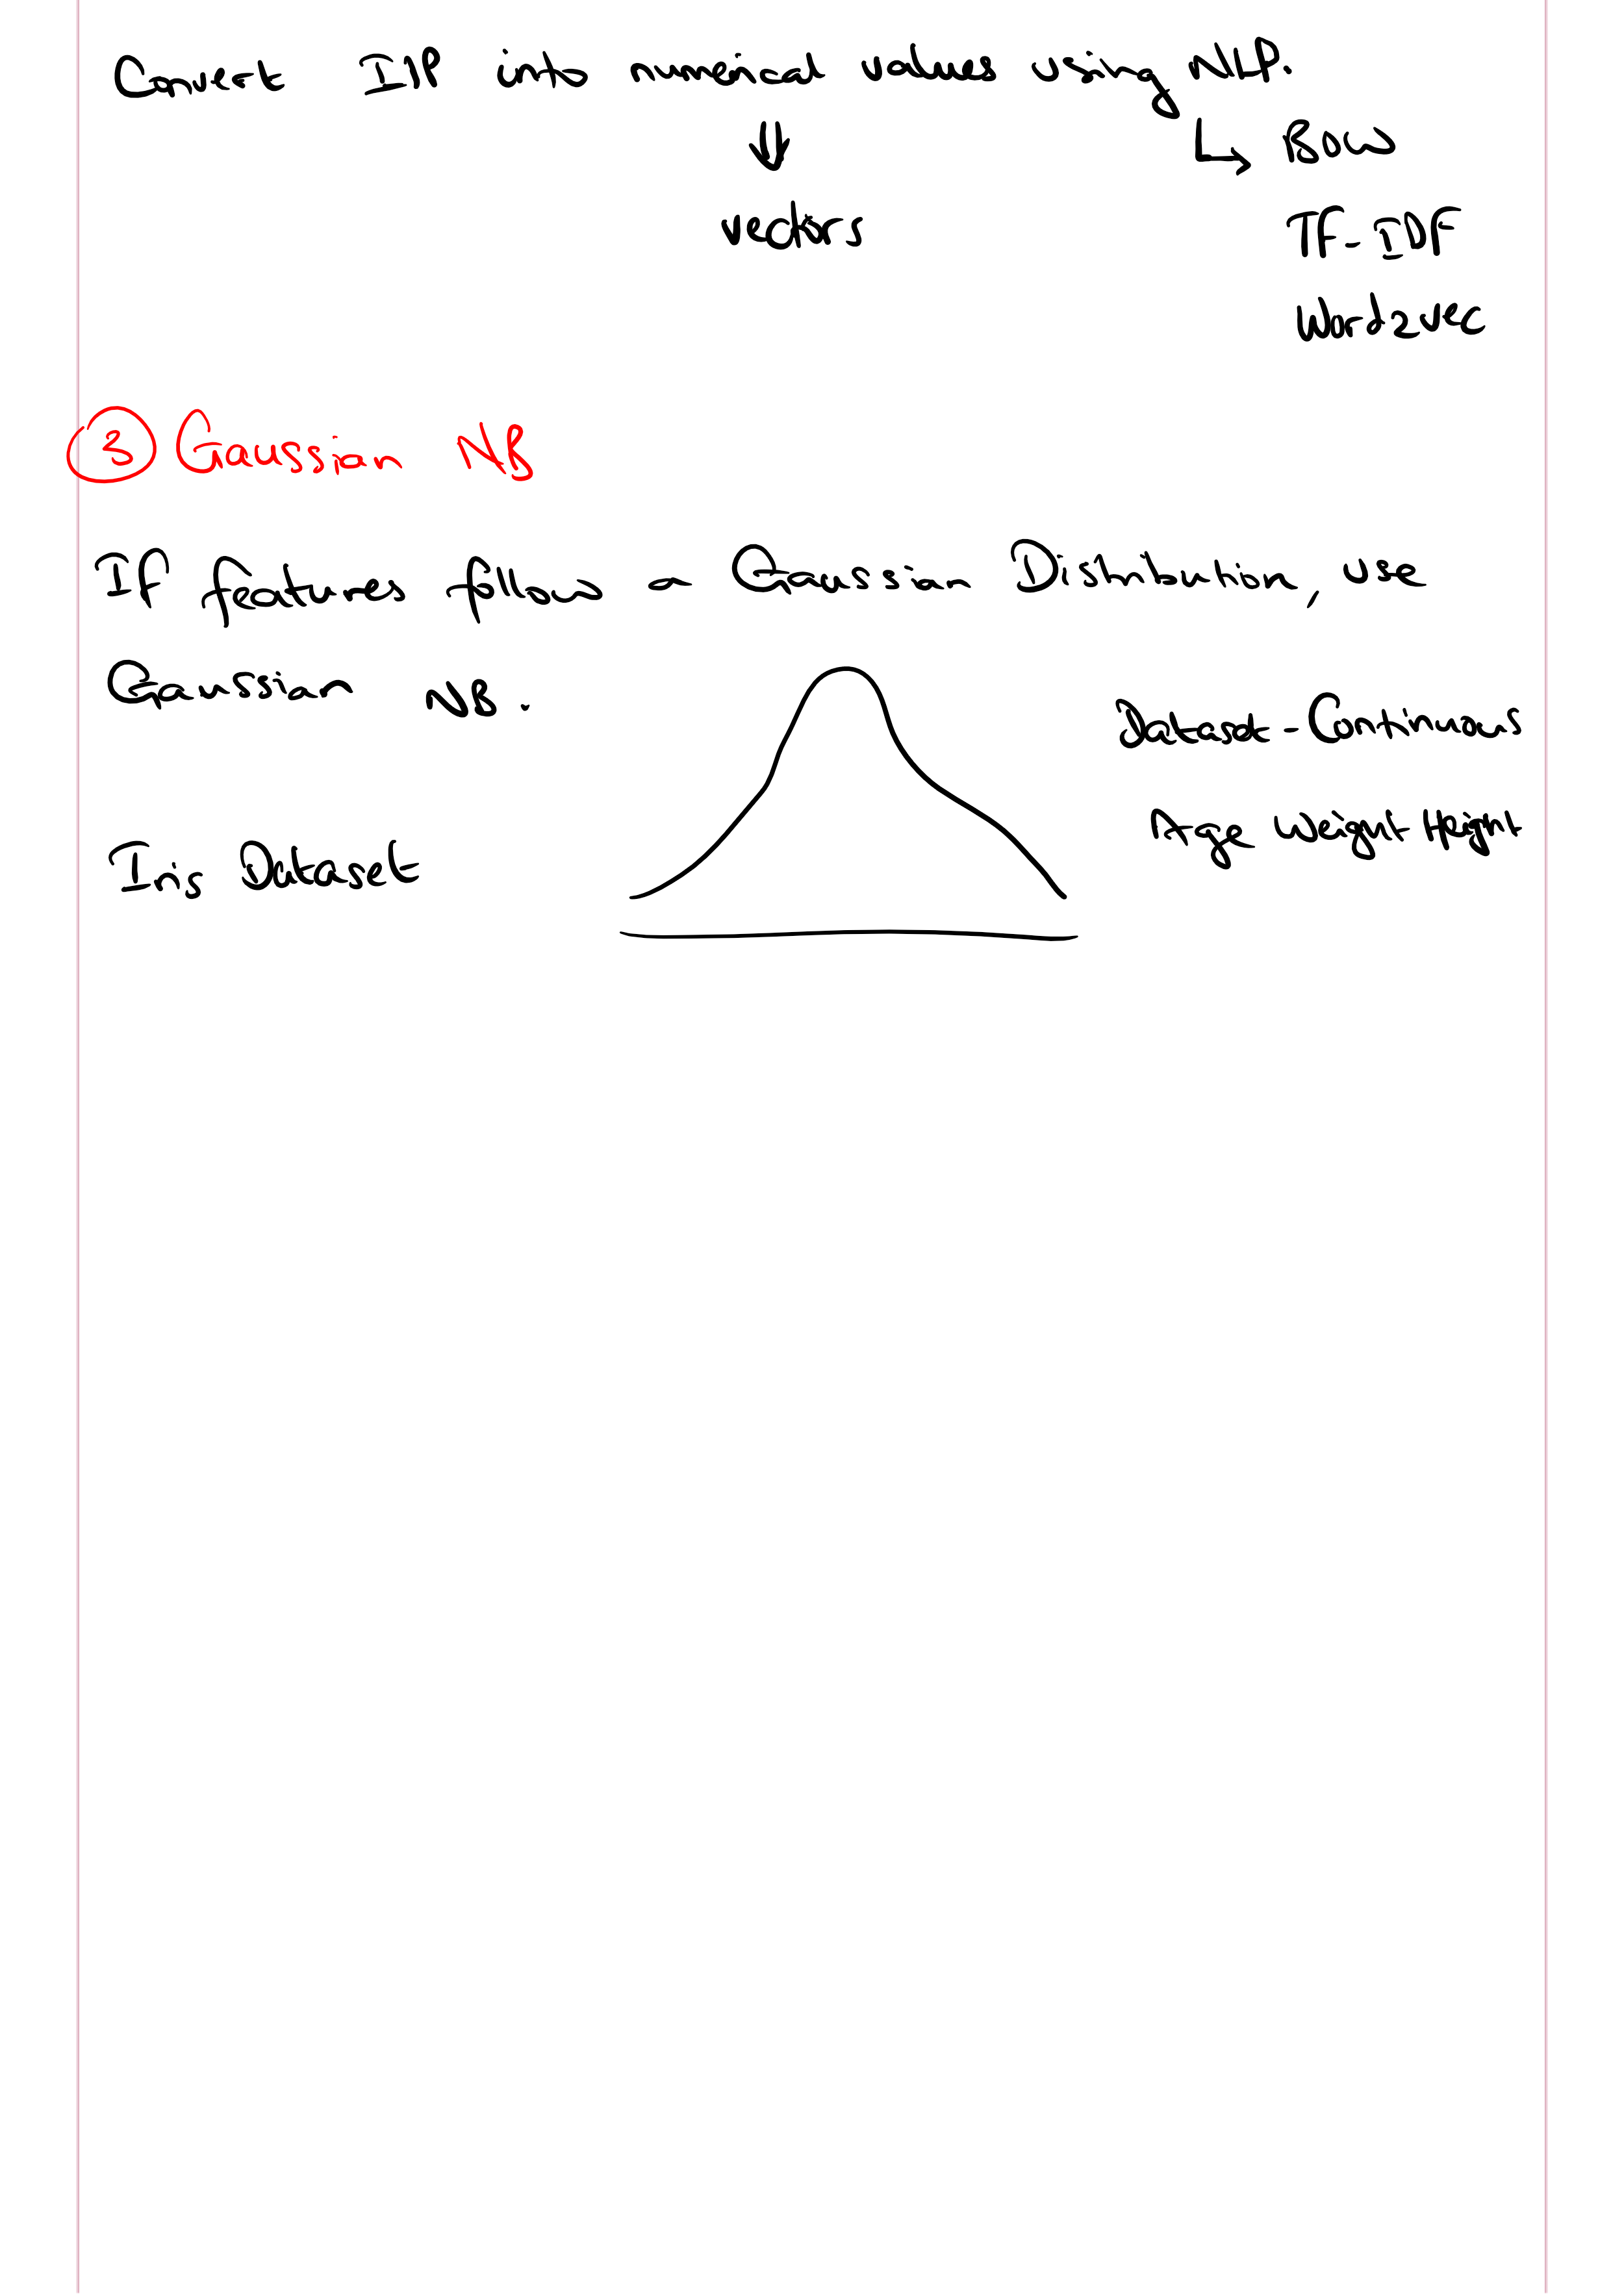 Convert I/P into numerical values using NLP.
↳ BOW
vectors
TF-IDF
Word2vec
③ Gaussian NB
If features follows a Gaussian Distribution, use
Gaussian NB.
Dataset - Continuous
Age Weight Height
Iris Dataset